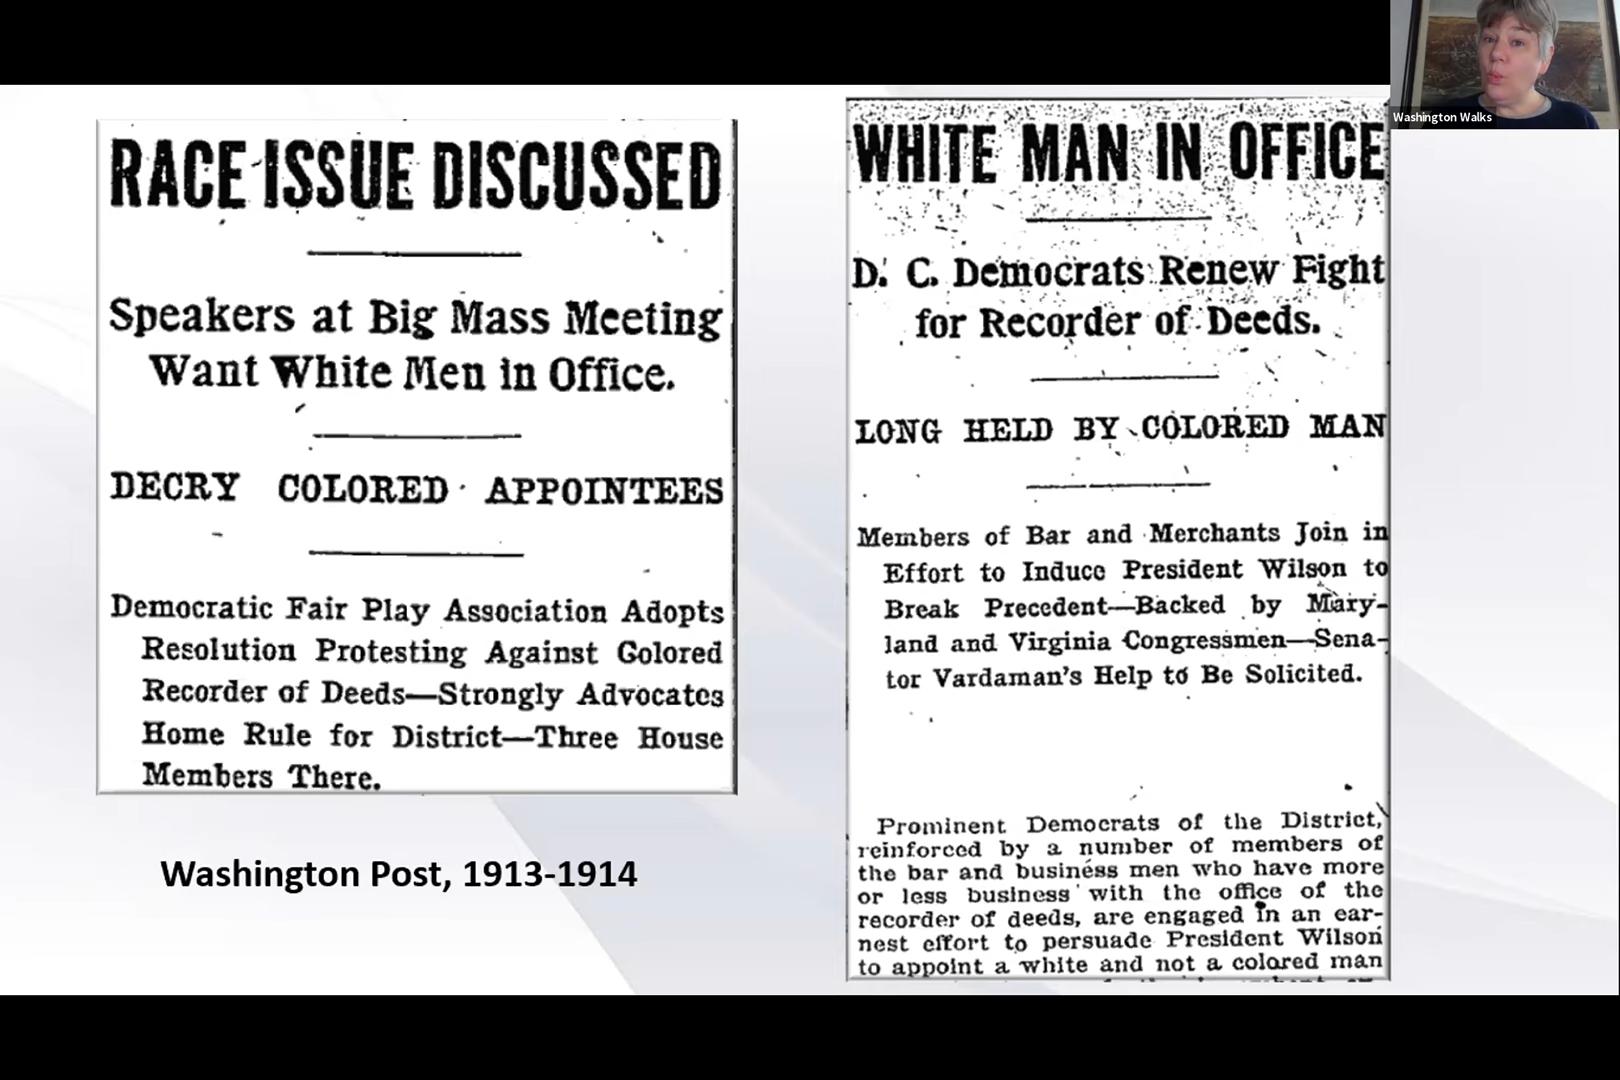 RACE ISSUE DISCUSSED
Speakers at Big Mass Meeting
Want White Men in Office.
DECRY COLORED APPOINTEES
Democratic Fair Play Association Adopts
Resolution Protesting Against Colored
Recorder of Deeds—Strongly Advocates
Home Rule for District—Three House
Members There.
Washington Post, 1913-1914
WHITE MAN IN OFFICE
D. C. Democrats Renew Fight
for Recorder of Deeds.
LONG HELD BY COLORED MAN
Members of Bar and Merchants Join in
Effort to Induce President Wilson to
Break Precedent—Backed by Mary-
land and Virginia Congressmen—Sena-
tor Vardaman's Help to Be Solicited.
Prominent Democrats of the District,
reinforced by a number of members of
the bar and business men who have more
or less business with the office of the
recorder of deeds, are engaged in an ear-
nest effort to persuade President Wilson
to appoint a white and not a colored man
Washington Walks